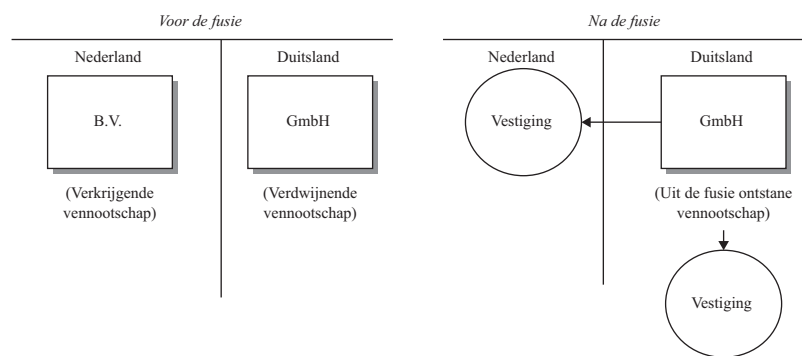 Voor de fusie
Nederland
Duitsland
B.V.
GmbH
(Verkrijgende
vennootschap)
(Verdwijnende
vennootschap)
Na de fusie
Nederland
Duitsland
Vestiging
GmbH
(Uit de fusie ontstane
vennootschap)
Vestiging